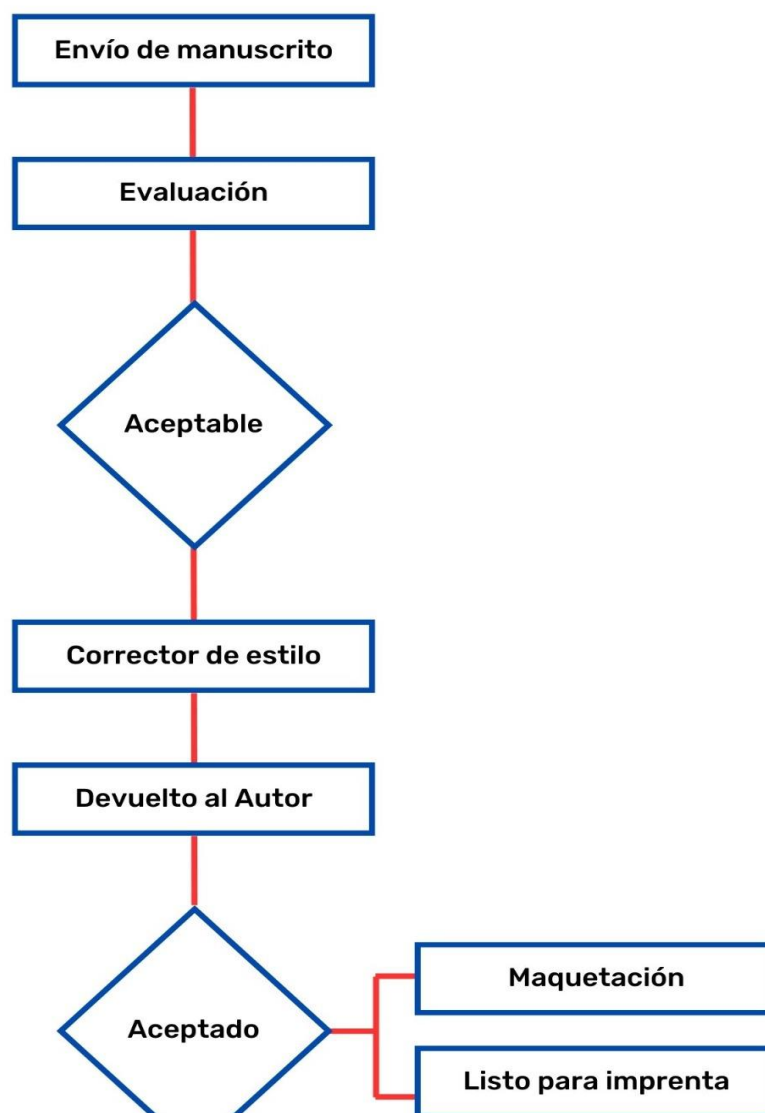 Envío de manuscrito
Evaluación
Aceptable
Corrector de estilo
Devuelto al Autor
Aceptado
Maquetación
Listo para imprenta